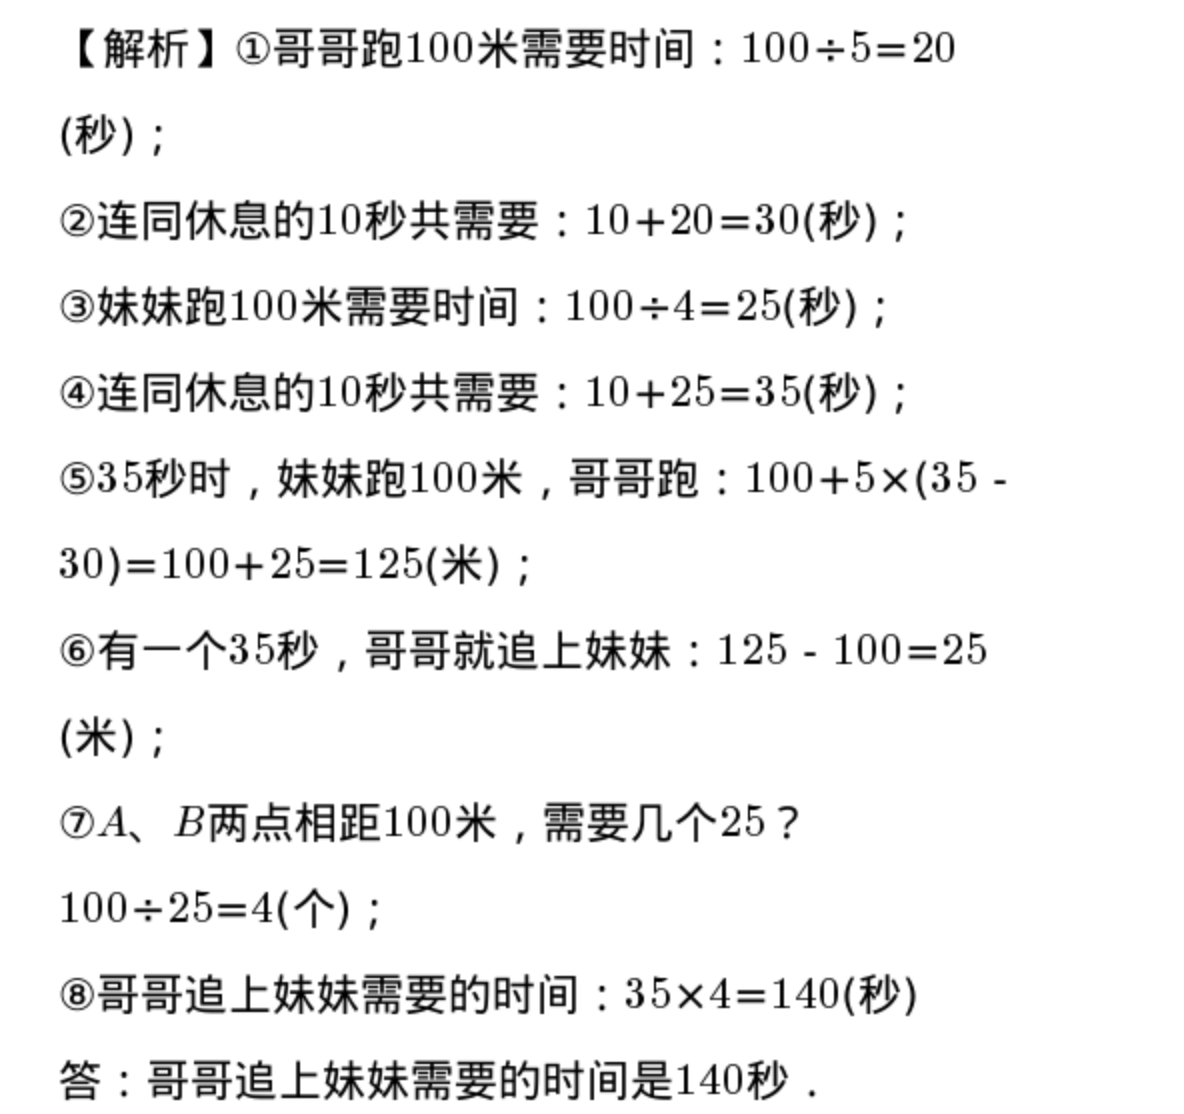 【解析】①哥哥跑100米需要时间：100÷5=20
(秒)；
②连同休息的10秒共需要：10+20=30(秒)；
③妹妹跑100米需要时间：100÷4=25(秒)；
④连同休息的10秒共需要：10+25=35(秒)；
⑤35秒时，妹妹跑100米，哥哥跑：100+5×(35 -
30)=100+25=125(米)；
⑥有一个35秒，哥哥就追上妹妹：125 - 100=25
(米)；
⑦A、B两点相距100米，需要几个25？
100÷25=4(个)；
⑧哥哥追上妹妹需要的时间：35×4=140(秒)
答：哥哥追上妹妹需要的时间是140秒．